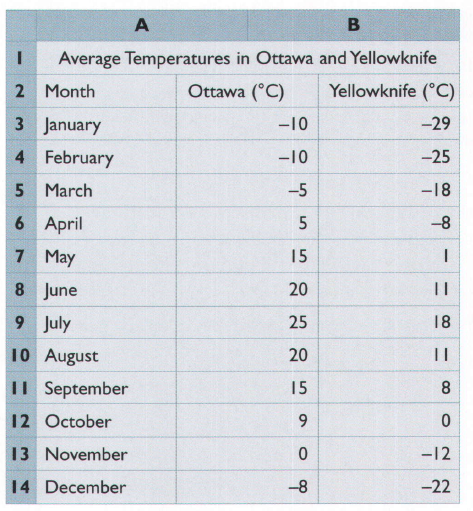 A B
1 Average Temperatures in Ottawa and Yellowknife
2 Month Ottawa (°C) Yellowknife (°C)
3 January –10 –29
4 February –10 –25
5 March –5 –18
6 April 5 –8
7 May 15 1
8 June 20 11
9 July 25 18
10 August 20 11
11 September 15 8
12 October 9 0
13 November 0 –12
14 December –8 –22